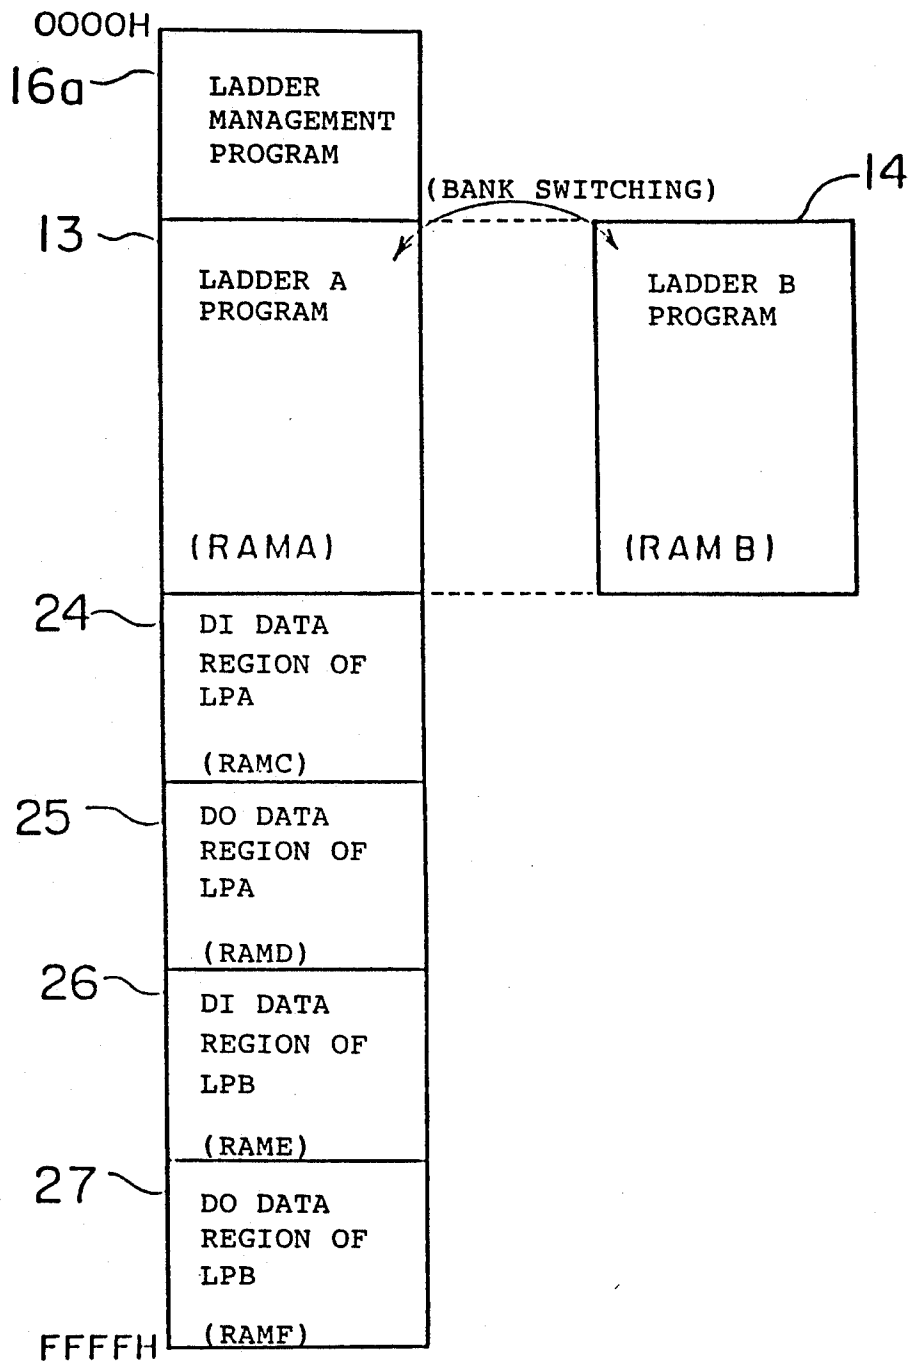 0000H
16a
LADDER
MANAGEMENT
PROGRAM
(BANK SWITCHING)
14
13
LADDER A
PROGRAM
(RAMA)
LADDER B
PROGRAM
(RAMB)
24
DI DATA
REGION OF
LPA
(RAMC)
25
DO DATA
REGION OF
LPA
(RAMD)
26
DI DATA
REGION OF
LPB
(RAME)
27
DO DATA
REGION OF
LPB
(RAMF)
FFFFH